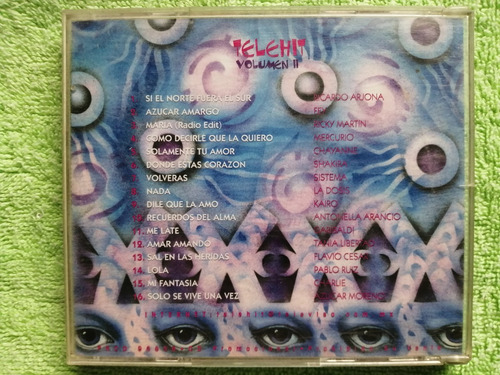 TELEHIT
VOLUMEN II
1. SI EL NORTE FUERA EL SUR RICARDO ARJONA
2. AZUCAR AMARGO FEY
3. MARIA (Radio Edit) RICKY MARTIN
4. COMO DECIRLE QUE LA QUIERO MERCURIO
5. SOLAMENTE TU AMOR CHAYANNE
6. DONDE ESTAS CORAZON SHAKIRA
7. VOLVERAS SISTEMA
8. NADA LA DOSIS
9. DILE QUE LA AMO KAIRO
10. RECUERDOS DEL ALMA ANTONELLA ARANCIO
11. ME LATE GARIBALDI
12. AMAR AMANDO TANIA LIBERTAD
13. SAL EN LAS HERIDAS FLAVIO CESAR
14. LOLA PABLO RUIZ
15. MI FANTASIA CHARLIE
16. SOLO SE VIVE UNA VEZ AZUCAR MORENO